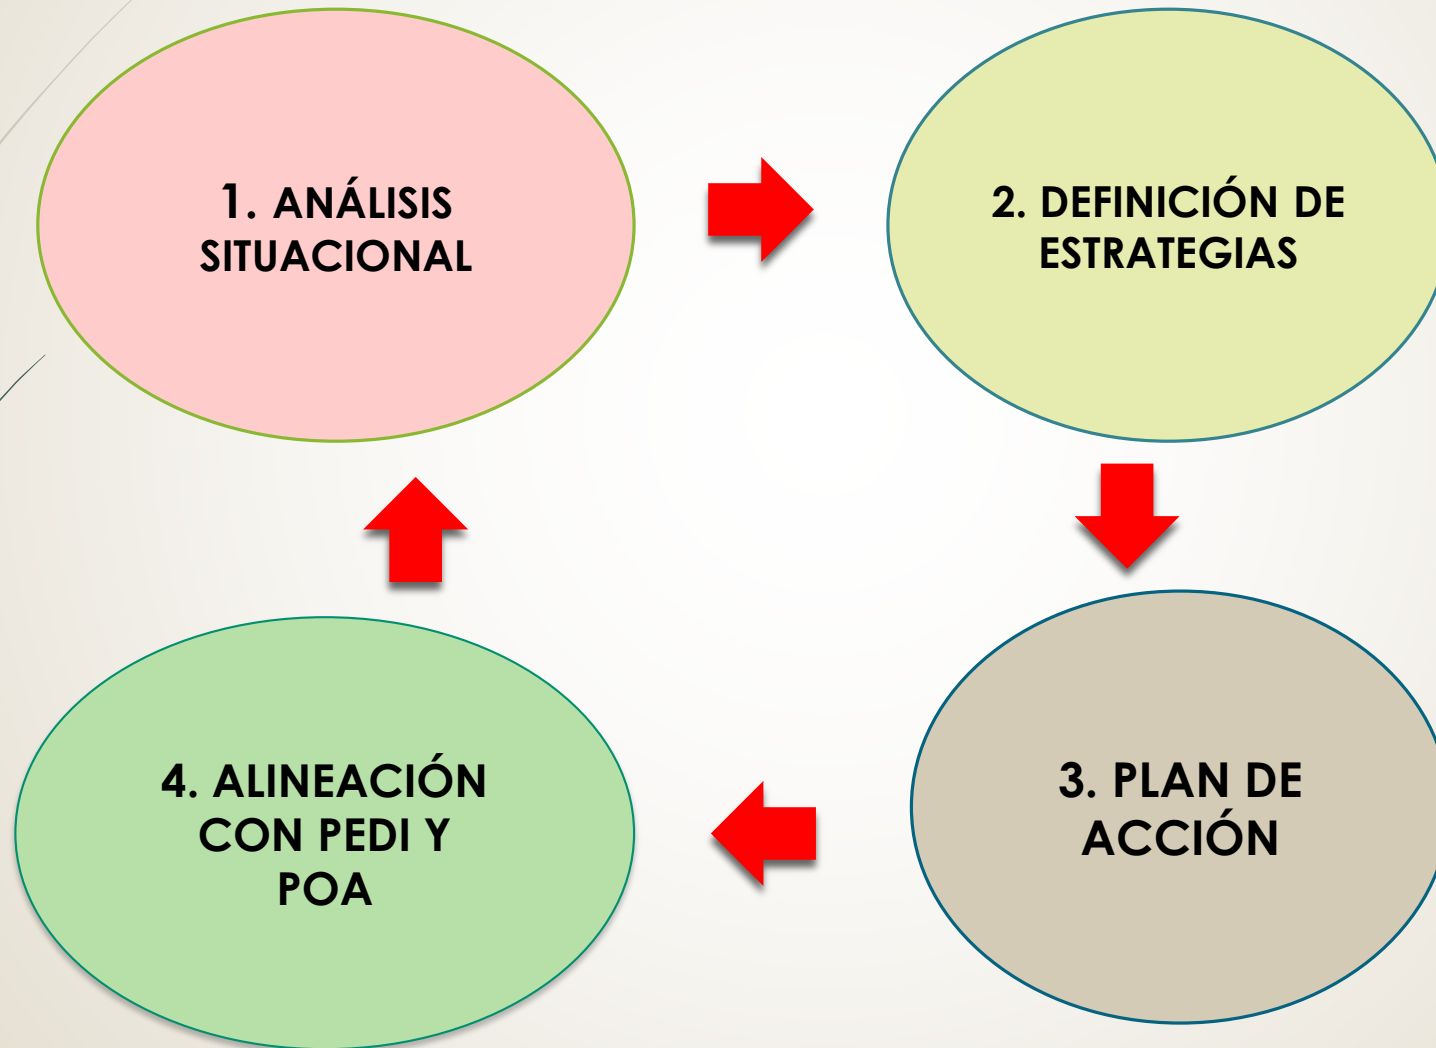 1. ANÁLISIS
SITUACIONAL
2. DEFINICIÓN DE
ESTRATEGIAS
3. PLAN DE
ACCIÓN
4. ALINEACIÓN
CON PEDI Y
POA